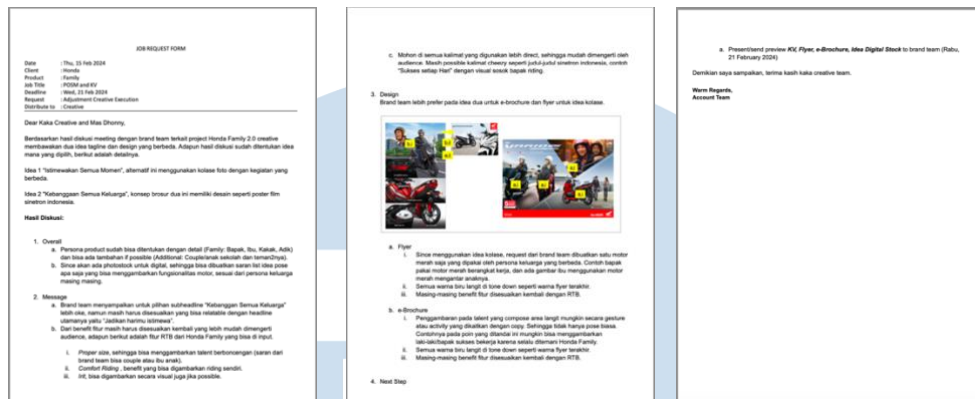 JOB REQUEST FORM
Date : Thu, 15 Feb 2024
Client : Honda
Product : Family
Job Title : POSM and KV
Deadline : Wed, 21 Feb 2024
Request : Adjustment Creative Execution
Distribute to : Creative
Dear Kaka Creative and Mas Dhonny,
Berdasarkan hasil diskusi meeting dengan brand team terkait project Honda Family 2.0 creative
membawakan dua idea tagline dan design yang berbeda. Adapun hasil diskusi sudah ditentukan idea
mana yang dipilih, berikut adalah detailnya.
Idea 1 "Istimewakan Semua Momen", alternatif ini menggunakan kolase foto dengan kegiatan yang
berbeda.
Idea 2 "Kebanggaan Semua Keluarga", konsep brosur dua ini memiliki desain seperti poster film
sinetron indonesia.
Hasil Diskusi:
1. Overall
a. Persona product sudah bisa ditentukan dengan detail (Family: Bapak, Ibu, Kakak, Adik)
dan bisa ada tambahan if possible (Additional: Couple/anak sekolah dan teman2nya).
b. Since akan ada photostock untuk digital, sehingga bisa dibuatkan saran list idea pose
apa saja yang bisa menggambarkan fungsionalitas motor, sesuai dari persona keluarga
masing masing.
2. Message
a. Brand team menyampaikan untuk pilihan subheadline "Kebanggan Semua Keluarga"
lebih oke, namun masih harus disesuaikan yang bisa relatable dengan headline
utamanya yaitu "Jadikan harimu istimewa".
b. Dari benefit fitur masih harus disesuaikan kembali yang lebih mudah dimengerti
audience, adapun berikut adalah fitur RTB dari Honda Family yang bisa di input.
i. Proper size, sehingga bisa menggambarkan talent berboncengan (saran dari
brand team bisa couple atau ibu anak).
ii. Comfort Riding , benefit yang bisa digambarkan riding sendiri.
iii. Irit, bisa digambarkan secara visual juga jika possible.
c. Mohon di semua kalimat yang digunakan lebih direct, sehingga mudah dimengerti oleh
audience. Masih possible kalimat cheery seperti judul-judul sinetron indonesia, contoh
"Sukses setiap Hari" dengan visual sosok bapak riding.
3. Design
Brand team lebih prefer pada idea dua untuk e-brochure dan flyer untuk idea kolase.
a. Flyer
i. Since menggunakan idea kolase, request dari brand team dibuatkan satu motor
merah saja yang dipakai oleh persona keluarga yang berbeda. Contoh bapak
pakai motor merah berangkat kerja, dan ada gambar ibu menggunakan motor
merah mengantar anaknya.
ii. Semua warna biru langit di tone down seperti warna flyer terakhir.
iii. Masing-masing benefit fitur disesuaikan kembali dengan RTB.
b. e-Brochure
i. Penggambaran pada talent yang compose area langit mungkin secara gesture
atau activity yang dikaitkan dengan copy. Sehingga tidak hanya pose biasa.
Contohnya pada poin yang ditandai ini mungkin bisa menggambarkan
laki-laki/bapak sukses bekerja karena selalu ditemani Honda Family.
ii. Semua warna biru langit di tone down seperti warna flyer terakhir.
iii. Masing-masing benefit fitur disesuaikan kembali dengan RTB.
4. Next Step
a. Present/send preview KV, Flyer, e-Brochure, Idea Digital Stock to brand team (Rabu,
21 February 2024)
Demikian saya sampaikan, terima kasih kaka creative team.
Warm Regards,
Account Team